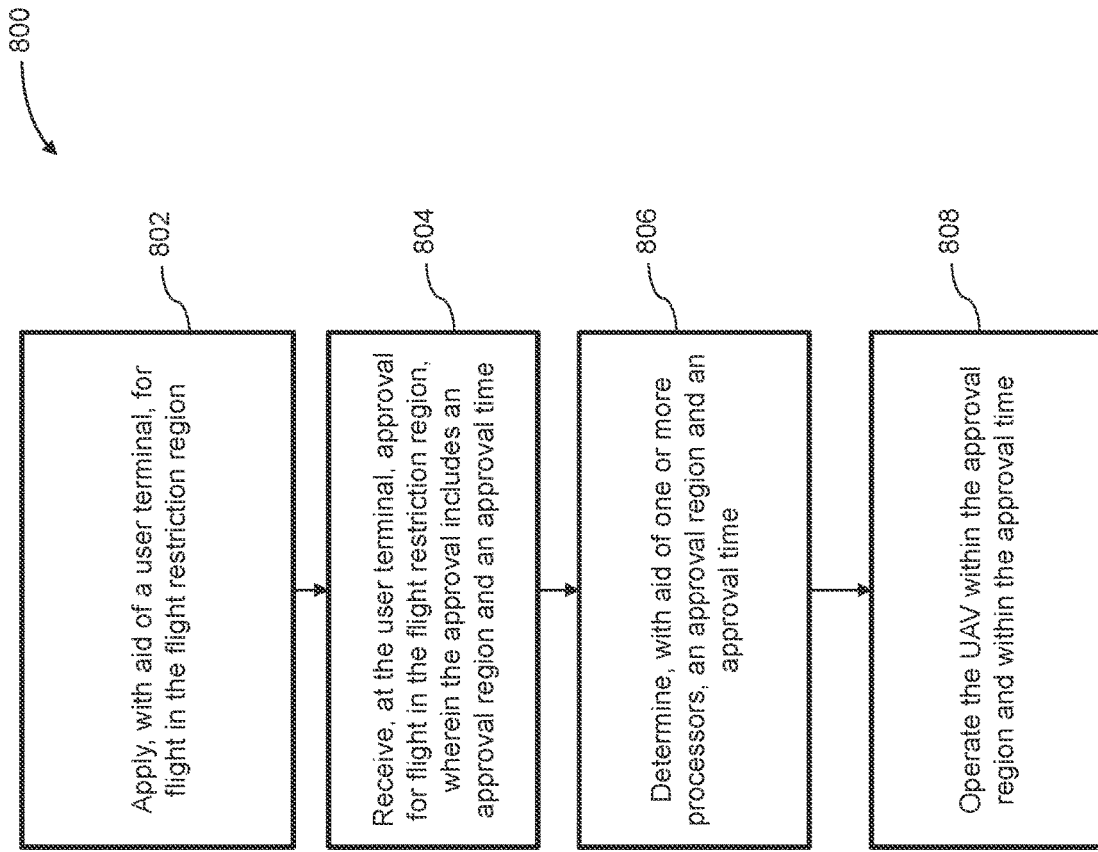 800
802
Apply, with aid of a user terminal, for
flight in the flight restriction region
804
Receive, at the user terminal, approval
for flight in the flight restriction region,
wherein the approval includes an
approval region and an approval time
806
Determine, with aid of one or more
processors, an approval region and an
approval time
808
Operate the UAV within the approval
region and within the approval time